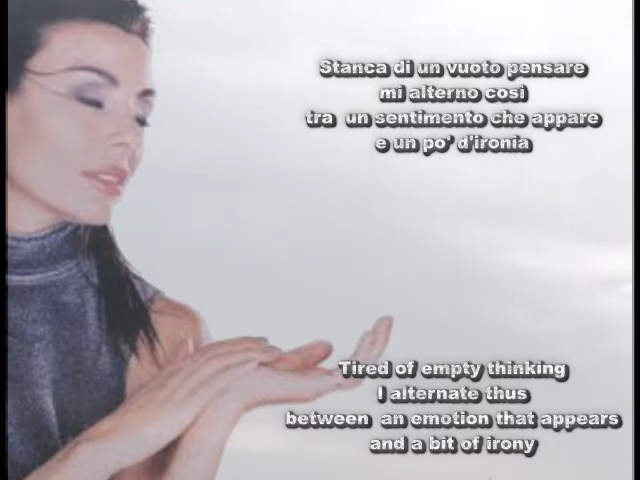 Stanca di un vuoto pensare
mi alterno così
tra un sentimento che appare
e un po' d'ironia
Tired of empty thinking
I alternate thus
between an emotion that appears
and a bit of irony